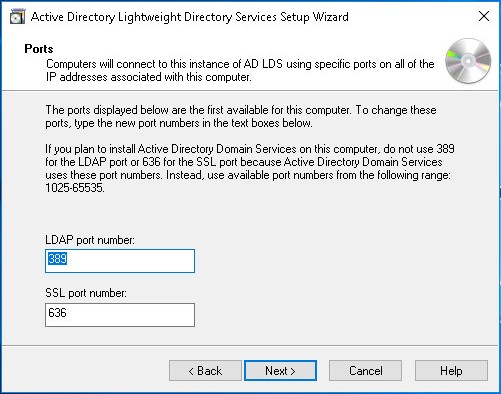 Active Directory Lightweight Directory Services Setup Wizard
Ports
Computers will connect to this instance of AD LDS using specific ports on all of the
IP addresses associated with this computer.
The ports displayed below are the first available for this computer. To change these
ports, type the new port numbers in the text boxes below.
If you plan to install Active Directory Domain Services on this computer, do not use 389
for the LDAP port or 636 for the SSL port because Active Directory Domain Services
uses these port numbers. Instead, use available port numbers from the following range:
1025-65535.
LDAP port number:
389
SSL port number:
636
< Back Next > Cancel Help